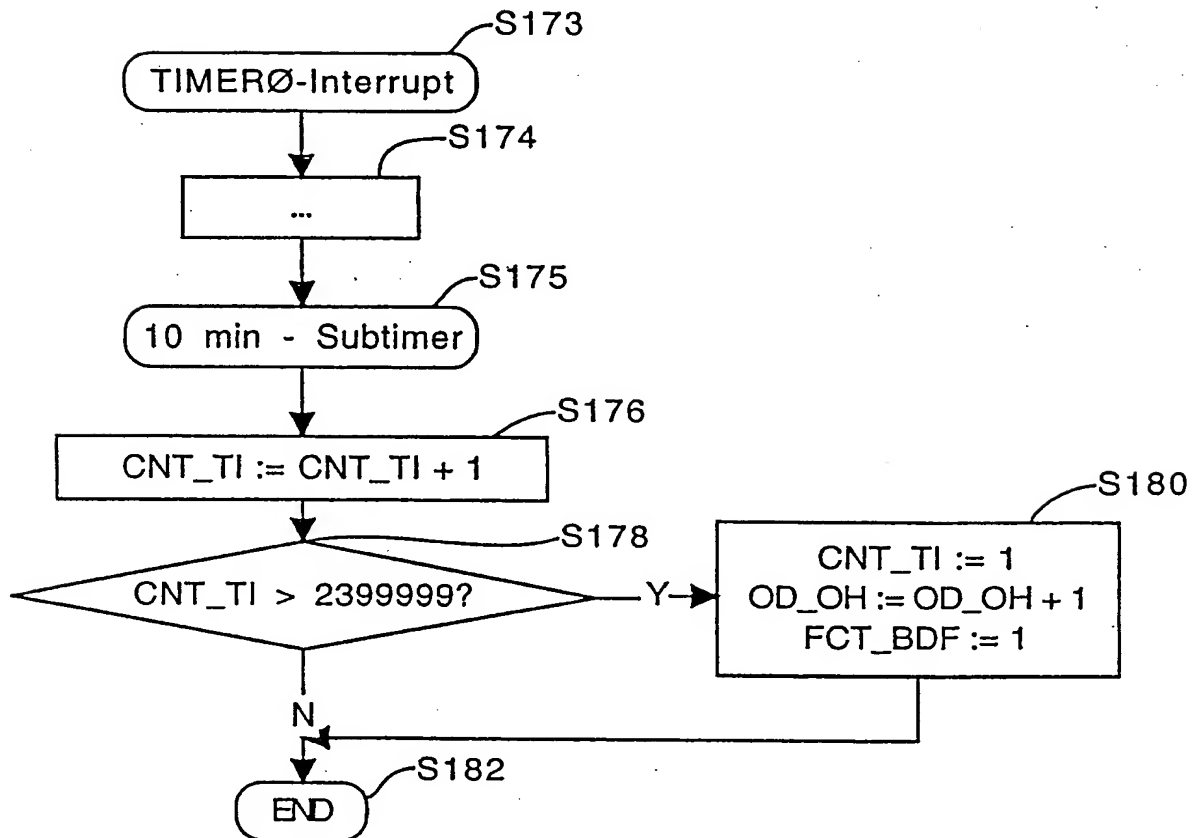 S173
TIMERØ-Interrupt
S174
...
S175
10 min - Subtimer
S176
CNT_TI := CNT_TI + 1
S178
CNT_TI > 2399999?
Y
S180
CNT_TI := 1
OD_OH := OD_OH + 1
FCT_BDF := 1
N
S182
END